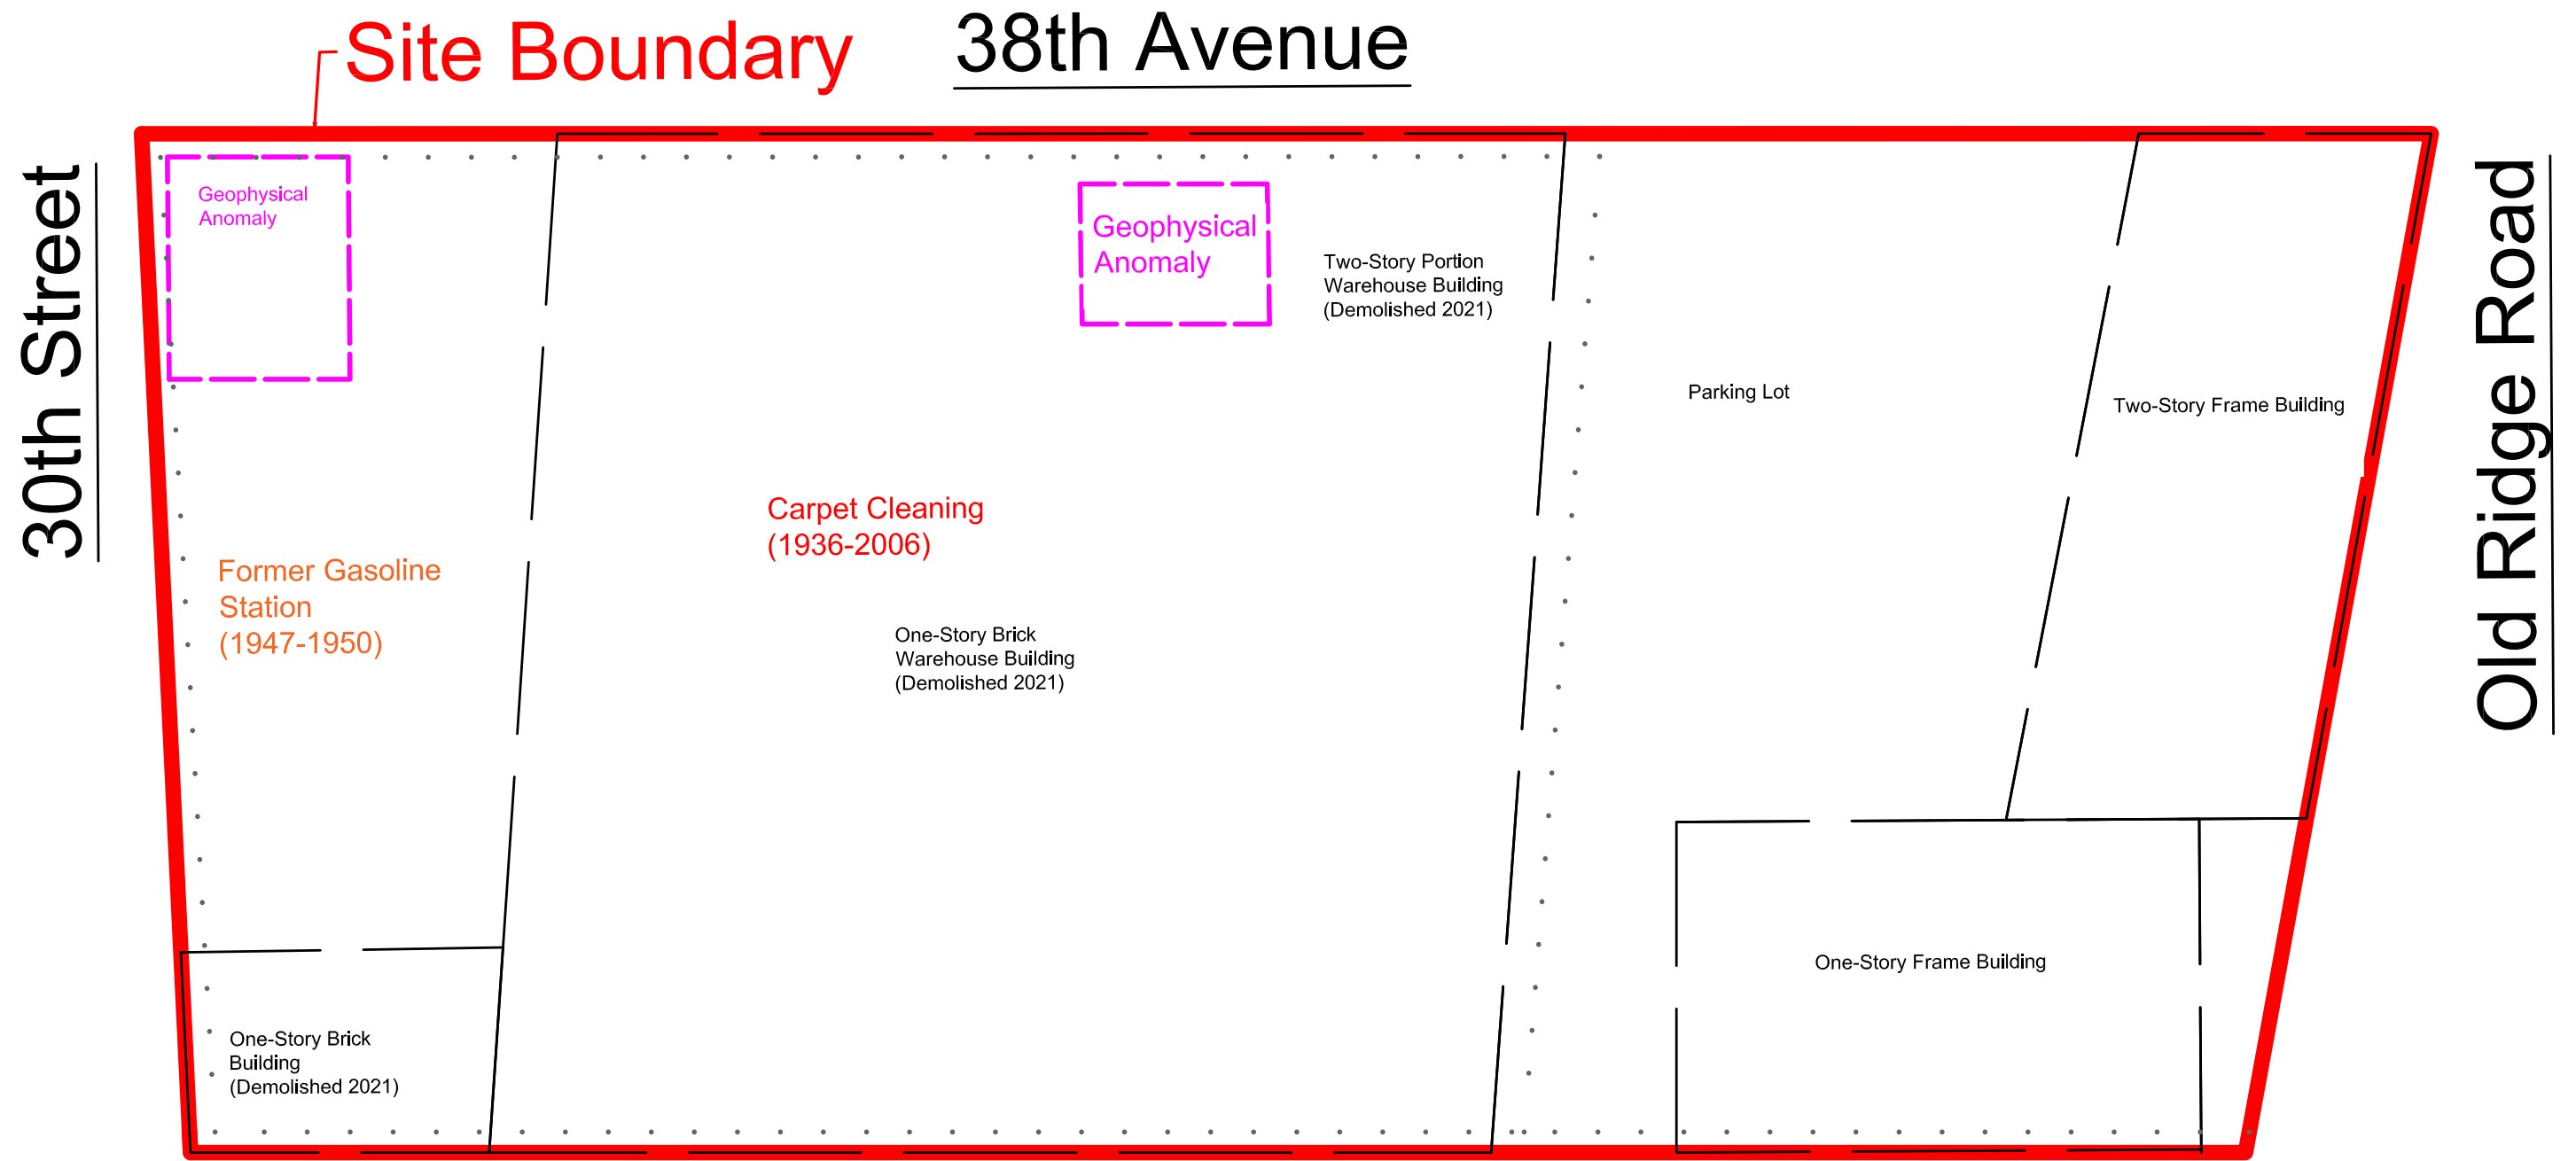 Site Boundary
38th Avenue
30th Street
Old Ridge Road
Geophysical
Anomaly
Geophysical
Anomaly
Two-Story Portion
Warehouse Building
(Demolished 2021)
Parking Lot
Two-Story Frame Building
Carpet Cleaning
(1936-2006)
Former Gasoline
Station
(1947-1950)
One-Story Brick
Warehouse Building
(Demolished 2021)
One-Story Frame Building
One-Story Brick
Building
(Demolished 2021)